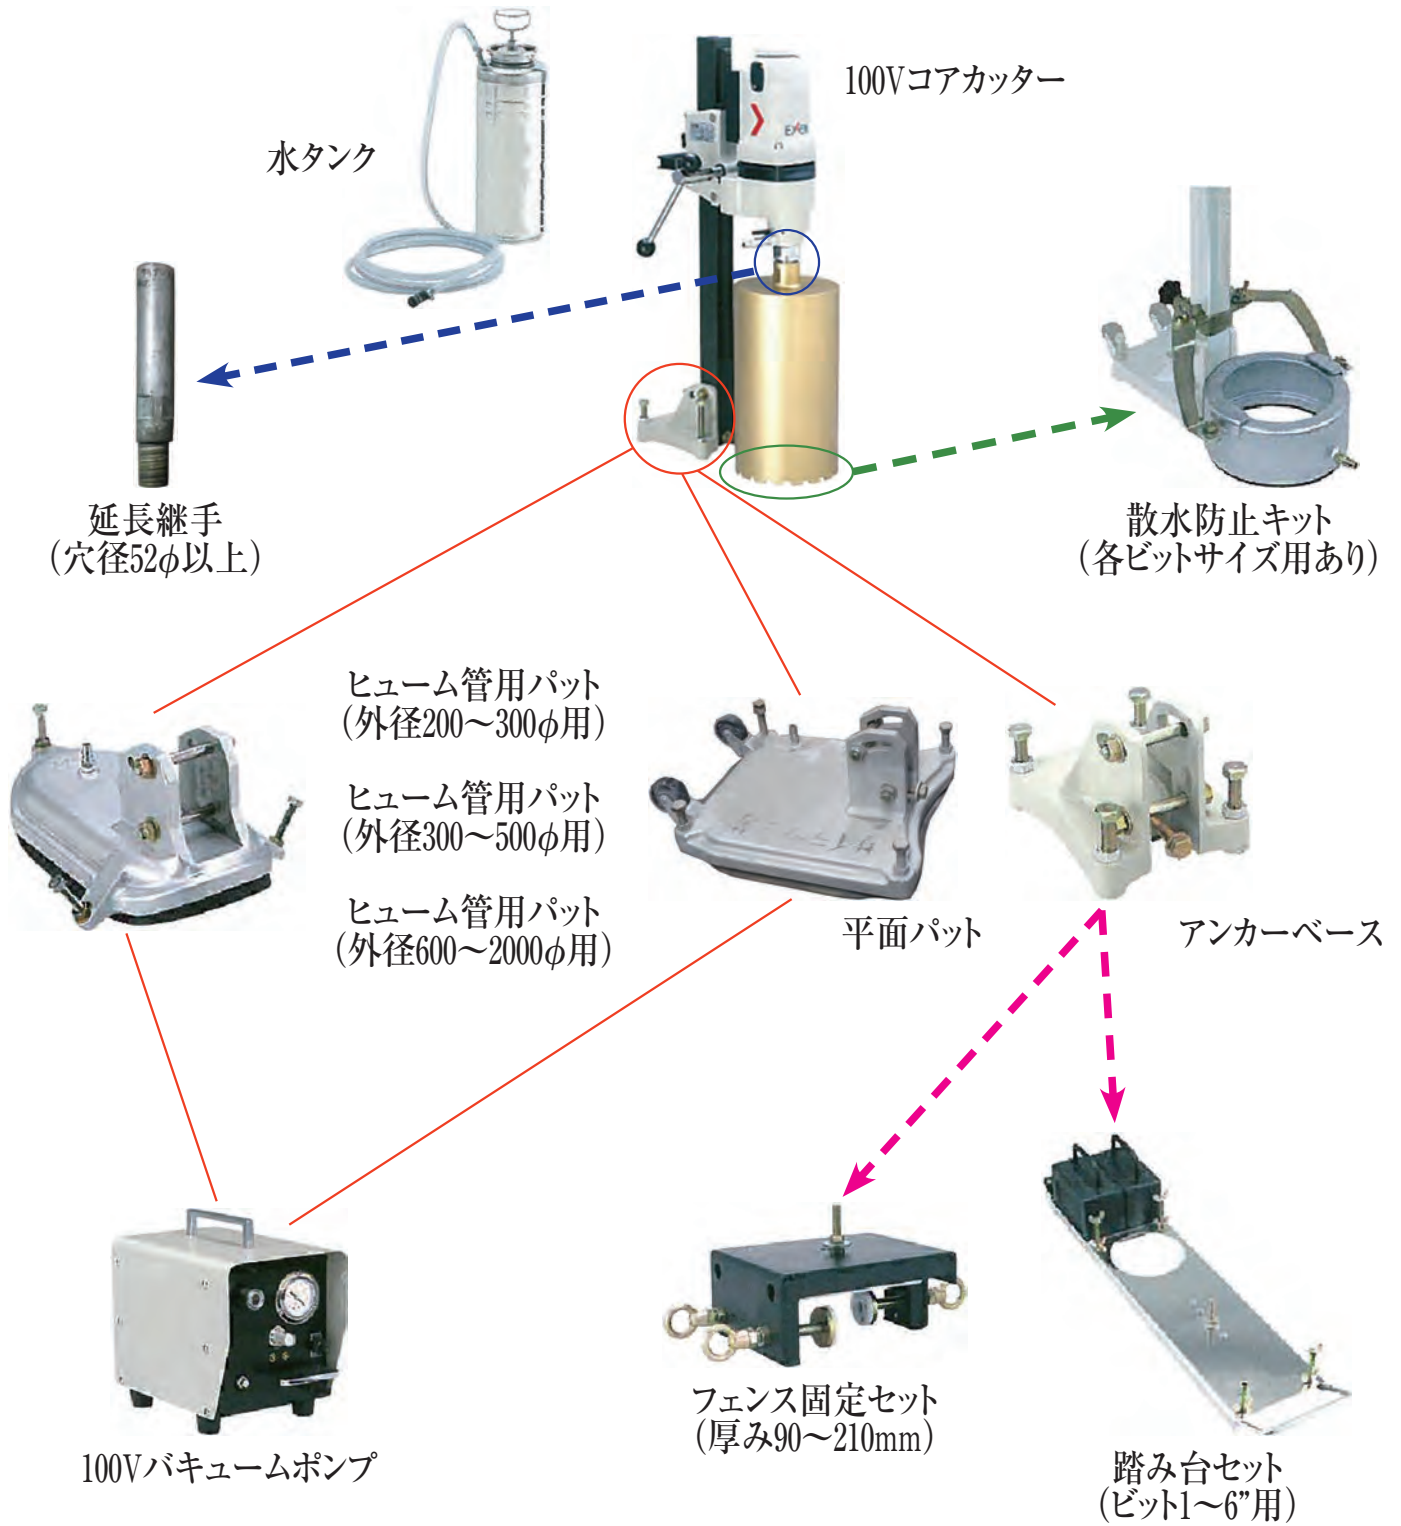 100Vコアカッター
水タンク
延長継手
（穴径52φ以上）
散水防止キット
（各ビットサイズ用あり）
ヒューム管用パット
（外径200～300φ用）
ヒューム管用パット
（外径300～500φ用）
ヒューム管用パット
（外径600～2000φ用）
平面パット
アンカーベース
100Vバキュームポンプ
フェンス固定セット
（厚み90～210mm）
踏み台セット
（ビット1～6”用）